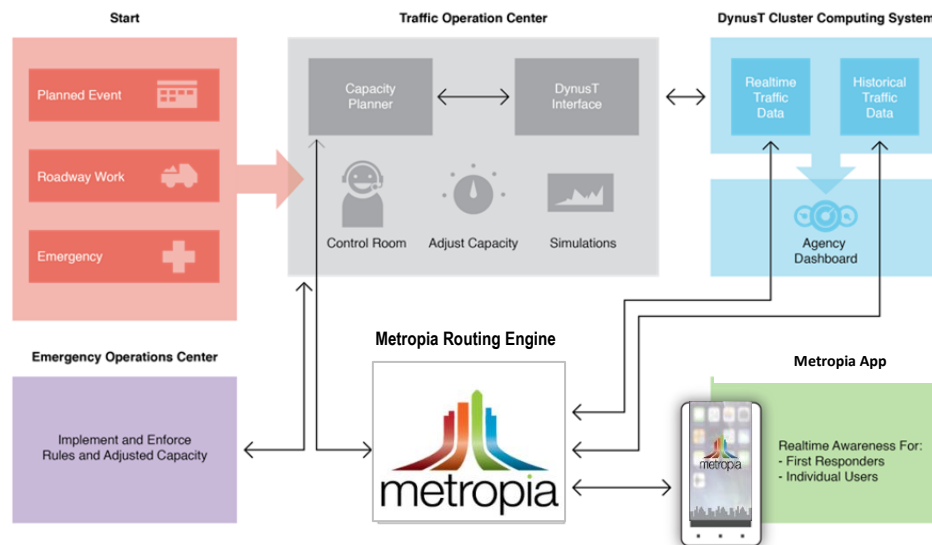 Start
Traffic Operation Center
DynusT Cluster Computing System
Planned Event
Roadway Work
Emergency
Capacity
Planner
DynusT
Interface
Control Room
Adjust Capacity
Simulations
Realtime
Traffic
Data
Historical
Traffic
Data
Agency
Dashboard
Emergency Operations Center
Implement and Enforce
Rules and Adjusted Capacity
Metropia Routing Engine
metropia
Metropia App
metropia
Realtime Awareness For:
- First Responders
- Individual Users